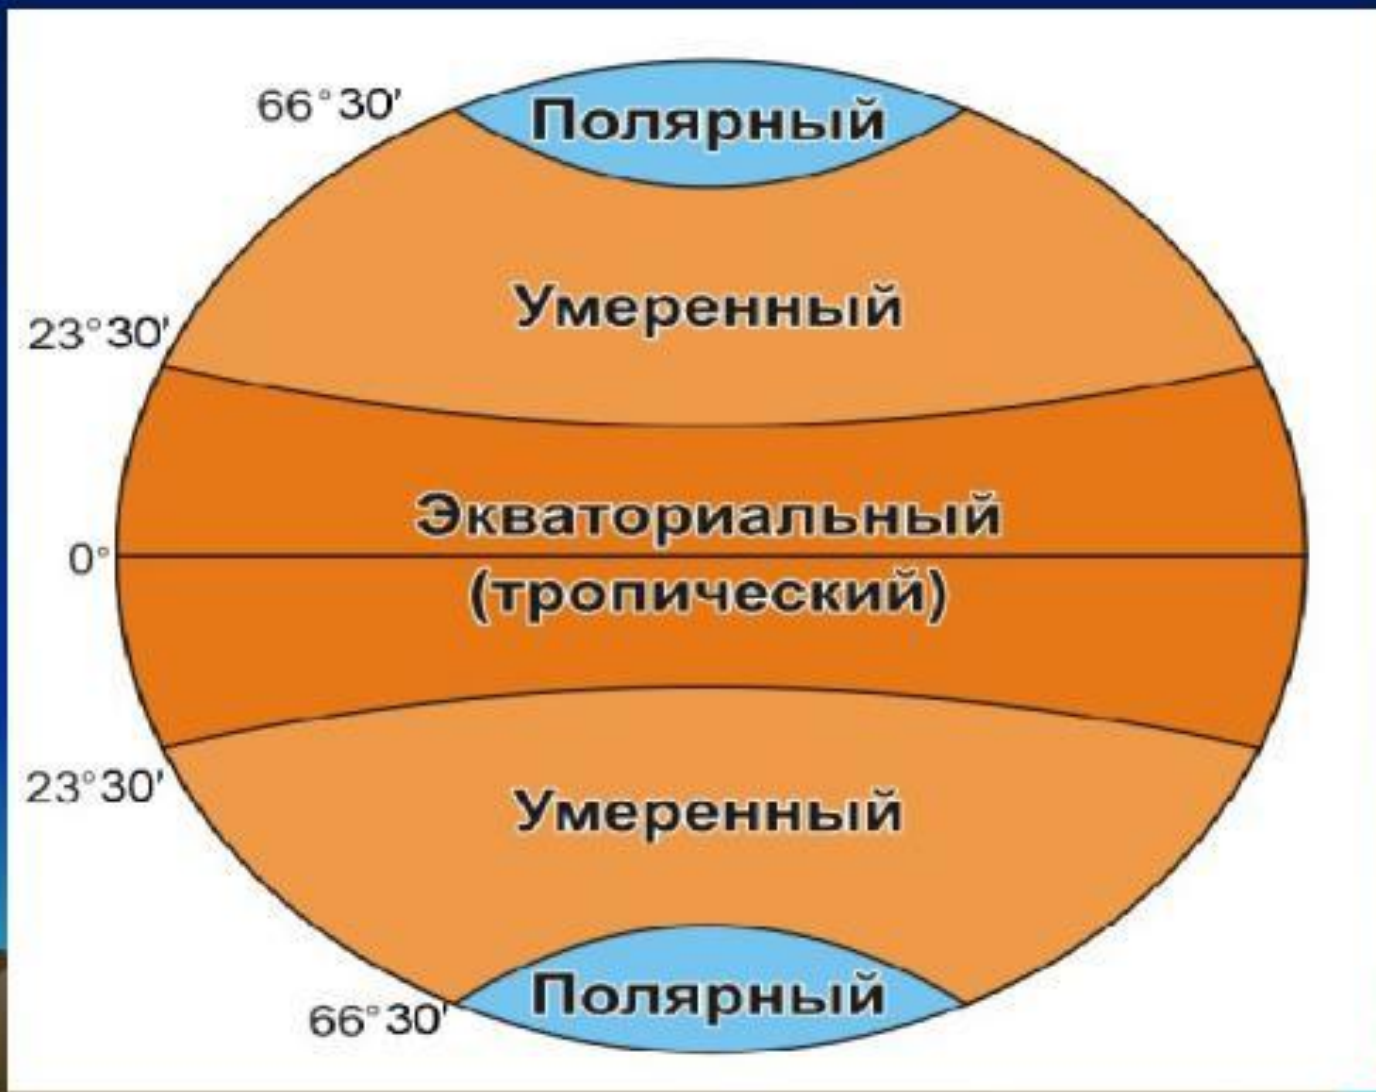 66°30'
Полярный
Умеренный
23°30'
Экваториальный
0°
(тропический)
23°30'
Умеренный
Полярный
66°30'